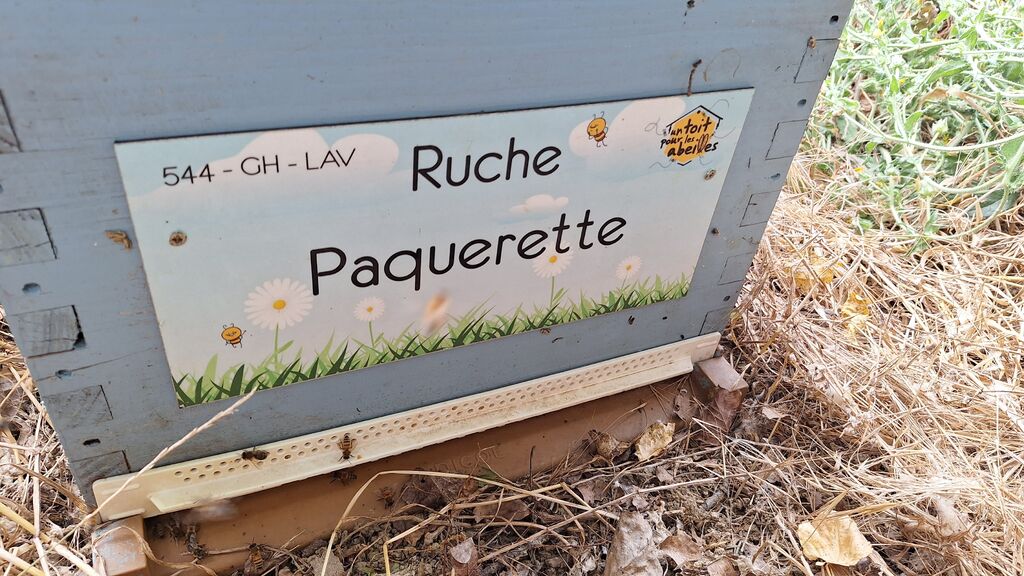 544 - GH - LAV
Ruche
Paquerette
un toit
pour les
abeilles